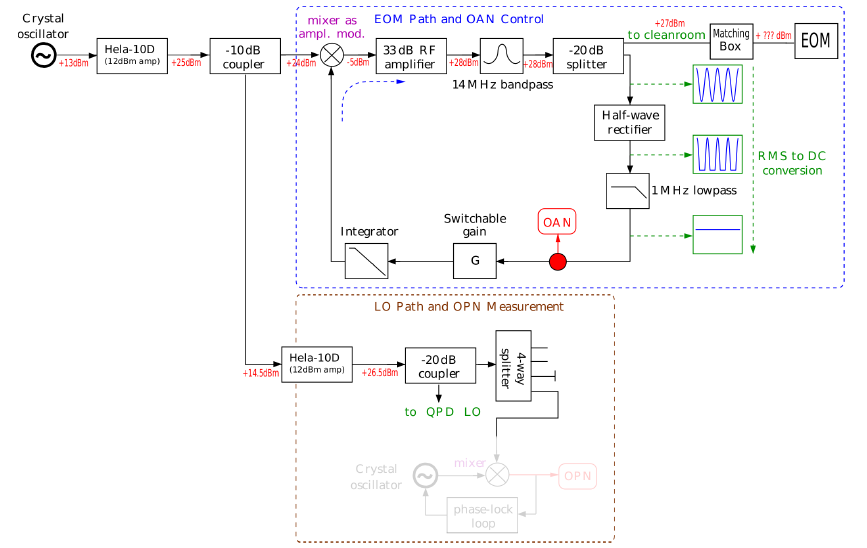 Crystal
oscillator
+13dBm
Hela-10D
(12dBm amp)
+25dBm
-10dB
coupler
+24dBm
EOM Path and OAN Control
mixer as
ampl. mod.
-5dBm
33dB RF
amplifier
+28dBm
14MHz bandpass
+28dBm
-20dB
splitter
+27dBm
to cleanroom
Matching
Box
+ ??? dBm
EOM
Half-wave
rectifier
RMS to DC
conversion
1MHz lowpass
OAN
Switchable
gain
G
Integrator
LO Path and OPN Measurement
+14.5dBm
Hela-10D
(12dBm amp)
+26.5dBm
-20dB
coupler
to QPD LO
4-way
splitter
Crystal
oscillator
mixer
OPN
phase-lock
loop